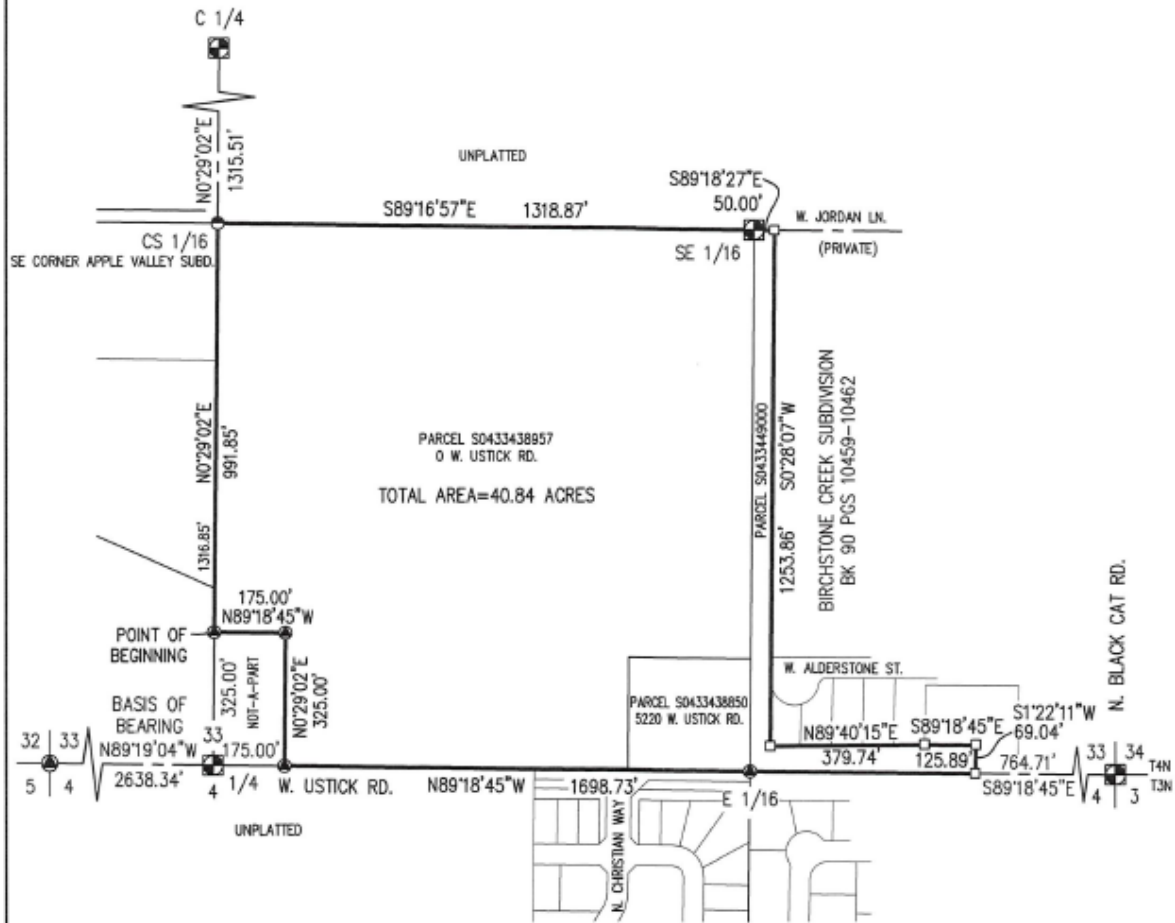 C 1/4
N0°29'02"E
1315.51'
UNPLATTED
S89°18'27"E
50.00'
S89°16'57"E 1318.87'
W. JORDAN LN.
(PRIVATE)
CS 1/16
SE CORNER APPLE VALLEY SUBD.
SE 1/16
N0°29'02"E
991.85'
1316.85'
PARCEL S0433438957
0 W. USTICK RD.
TOTAL AREA=40.84 ACRES
PARCEL S0433449000
S0°28'07"W
1253.86'
BIRCHSTONE CREEK SUBDIVISION
BK 90 PGS 10459-10462
N. BLACK CAT RD.
175.00'
N89°18'45"W
POINT OF
BEGINNING
325.00'
NOT-A-PART
N0°29'02"E
325.00'
BASIS OF
BEARING
W. ALDERSTONE ST.
PARCEL S0433438850
5220 W. USTICK RD.
N89°40'15"E
379.74'
S89°18'45"E
125.89'
S1°22'11"W
69.04'
32 33
5 4
N89°19'04"W
2638.34'
33
4
1/4
175.00'
W. USTICK RD.
N89°18'45"W
1698.73'
E 1/16
764.71'
S89°18'45"E
33 34
4 3
T4N
T3N
UNPLATTED
N. CHRISTIAN WAY